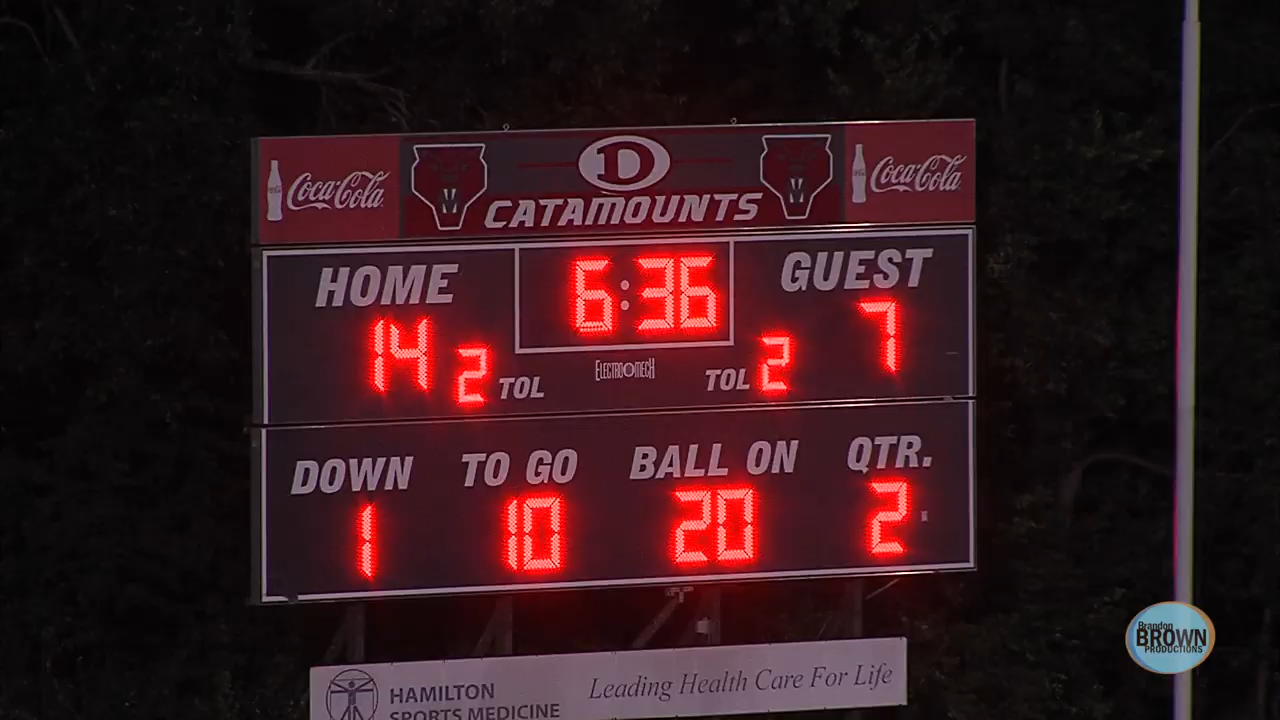 Coca-Cola
D
CATAMOUNTS
Coca-Cola
HOME
6:36
GUEST
14
2 TOL
ELECTRO-MECH
TOL 2
7
DOWN
TO GO
BALL ON
QTR.
1
10
20
2
HAMILTON
SPORTS MEDICINE
Leading Health Care For Life
Brandon
BROWN
PRODUCTIONS